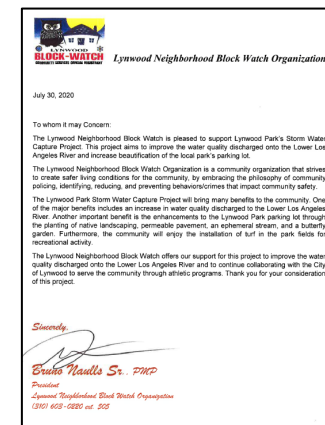 LYNWOOD
BLOCK-WATCH
Lynwood Neighborhood Block Watch Organization
July 30, 2020
To whom it may Concern:
The Lynwood Neighborhood Block Watch is pleased to support Lynwood Park's Storm Water
Capture Project. This project aims to improve the water quality discharged onto the Lower Los
Angeles River and increase beautification of the local park's parking lot.
The Lynwood Neighborhood Block Watch Organization is a community organization that strives
to create safer living conditions for the community, by embracing the philosophy of community
policing, identifying, reducing, and preventing behaviors/crimes that impact community safety.
The Lynwood Park Storm Water Capture Project will bring many benefits to the community. One
of the major benefits includes an increase in water quality discharged to the Lower Los Angeles
River. Another important benefit is the enhancements to the Lynwood Park parking lot through
the planting of native landscaping, permeable pavement, an ephemeral stream, and a butterfly
garden. Furthermore, the community will enjoy the installation of turf in the park fields for
recreational activity.
The Lynwood Neighborhood Block Watch offers our support for this project to improve the water
quality discharged onto the Lower Los Angeles River and to continue collaborating with the City
of Lynwood to serve the community through athletic programs. Thank you for your consideration
of this project.
Sincerely,
Bruno Naulls Sr., PMP
President
Lynwood Neighborhood Block Watch Organization
(310) 603-0220 ext. 505